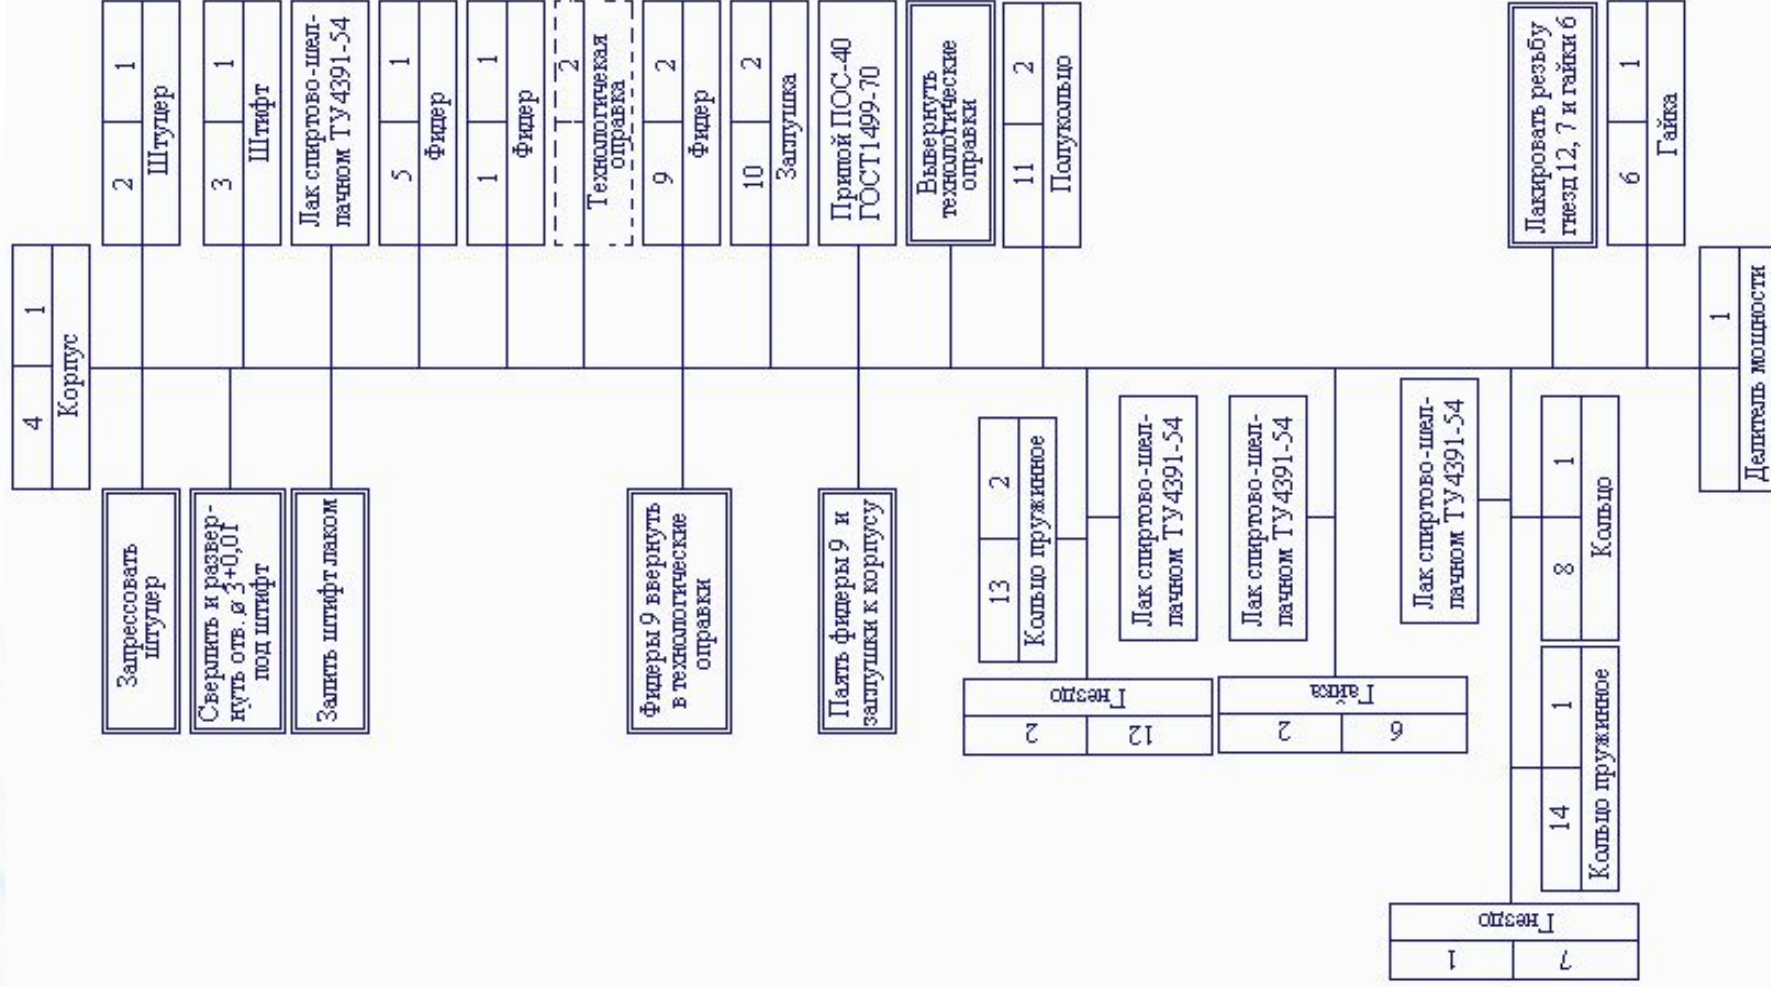 4 1
Корпус
2 1
Штуцер
Запрессовать
штуцер
Сверлить и развер-
нуть отв. ø 3+0,01
под штифт
3 1
Штифт
Залить штифт лаком
Лак спиртово-шел-
лачном ТУ4391-54
5 1
Фидер
1 1
Фидер
2
Технологичекая
оправка
Фидеры 9 ввернуть
в технологические
оправки
9 2
Фидер
10 2
Заглушка
Паять фидеры 9 и
заглушки к корпусу
Припой ПОС-40
ГОСТ1499-70
Вывернуть
технологические
оправки
11 2
Полукольцо
Гнездо
12 2
13 2
Кольцо пружинное
Лак спиртово-шел-
лачном ТУ4391-54
Гайка
6 2
Лак спиртово-шел-
лачном ТУ4391-54
Гнездо
7 1
14 1
Кольцо пружинное
8 1
Кольцо
Лак спиртово-шел-
лачном ТУ4391-54
Лакировать резьбу
гнезд 12, 7 и гайки 6
6 1
Гайка
1
Делитель мощности